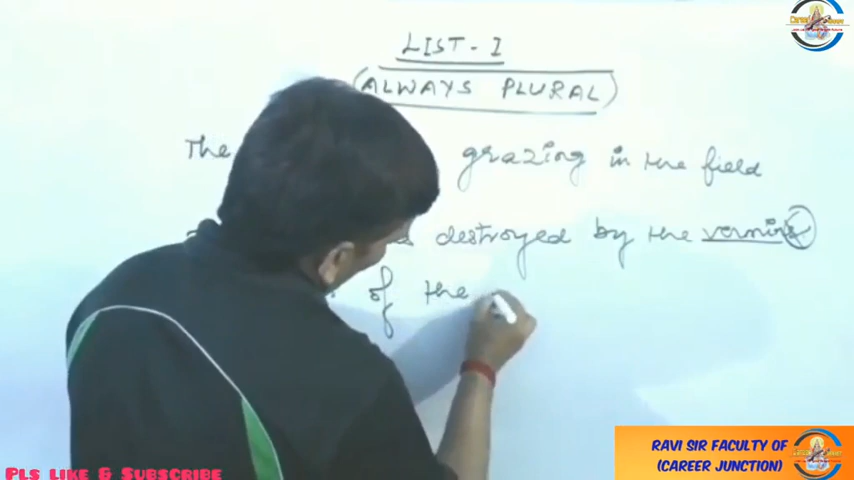 LIST - I
(ALWAYS PLURAL)
The grazing in the field
destroyed by the vermins
of the
RAVI SIR FACULTY OF
(CAREER JUNCTION)
PLS LIKE & SUBSCRIBE